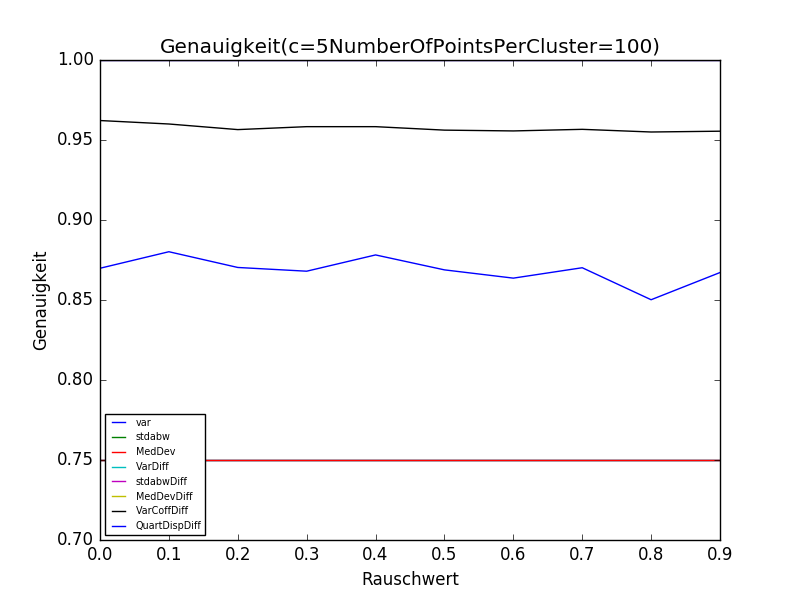 Genauigkeit(c=5NumberOfPointsPerCluster=100)
1.00
0.95
0.90
0.85
0.80
0.75
0.70
Genauigkeit
var
stdabw
MedDev
VarDiff
stdabwDiff
MedDevDiff
VarCoffDiff
QuartDispDiff
0.0 0.1 0.2 0.3 0.4 0.5 0.6 0.7 0.8 0.9
Rauschwert